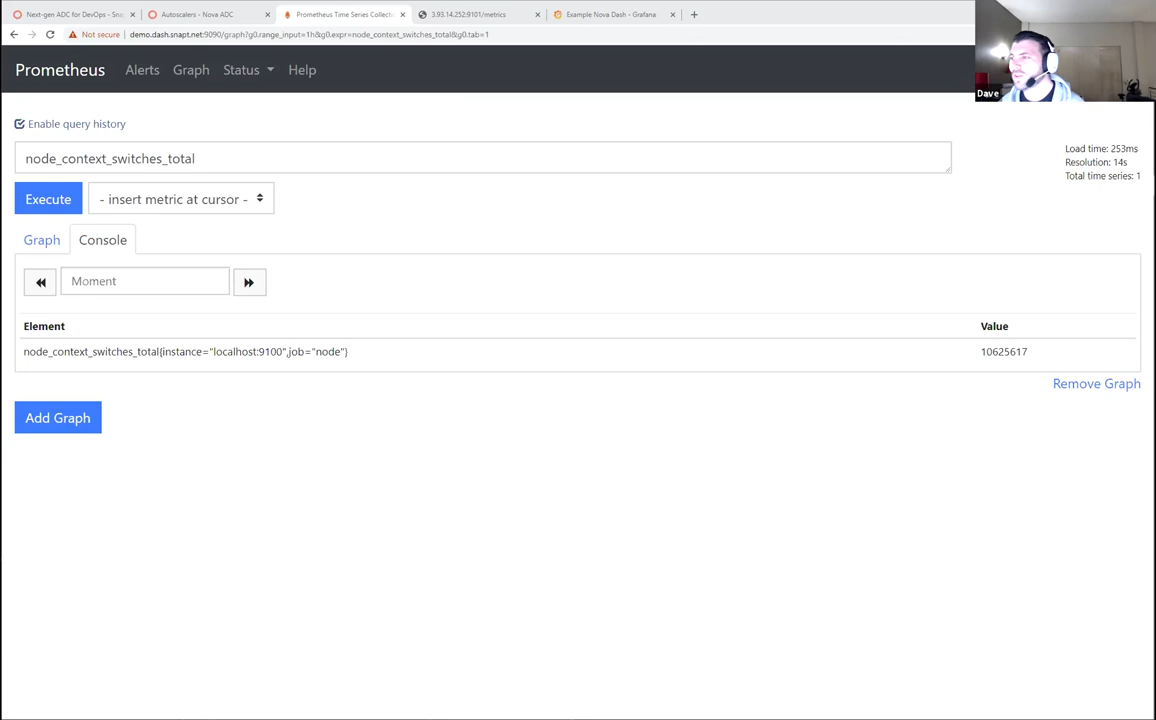 Next-gen ADC for DevOps - Sna
Autoscalers - Nova ADC
Prometheus Time Series Collecti
3.93.14.252:9101/metrics
Example Nova Dash - Grafana
Not secure | demo.dash.snapt.net:9090/graph?g0.range_input=1h&g0.expr=node_context_switches_total&g0.tab=1
Prometheus Alerts Graph Status Help
Dave
Enable query history
node_context_switches_total
Load time: 253ms
Resolution: 14s
Total time series: 1
Execute - insert metric at cursor -
Graph Console
Moment
Element Value
node_context_switches_total{instance="localhost:9100",job="node"} 10625617
Remove Graph
Add Graph